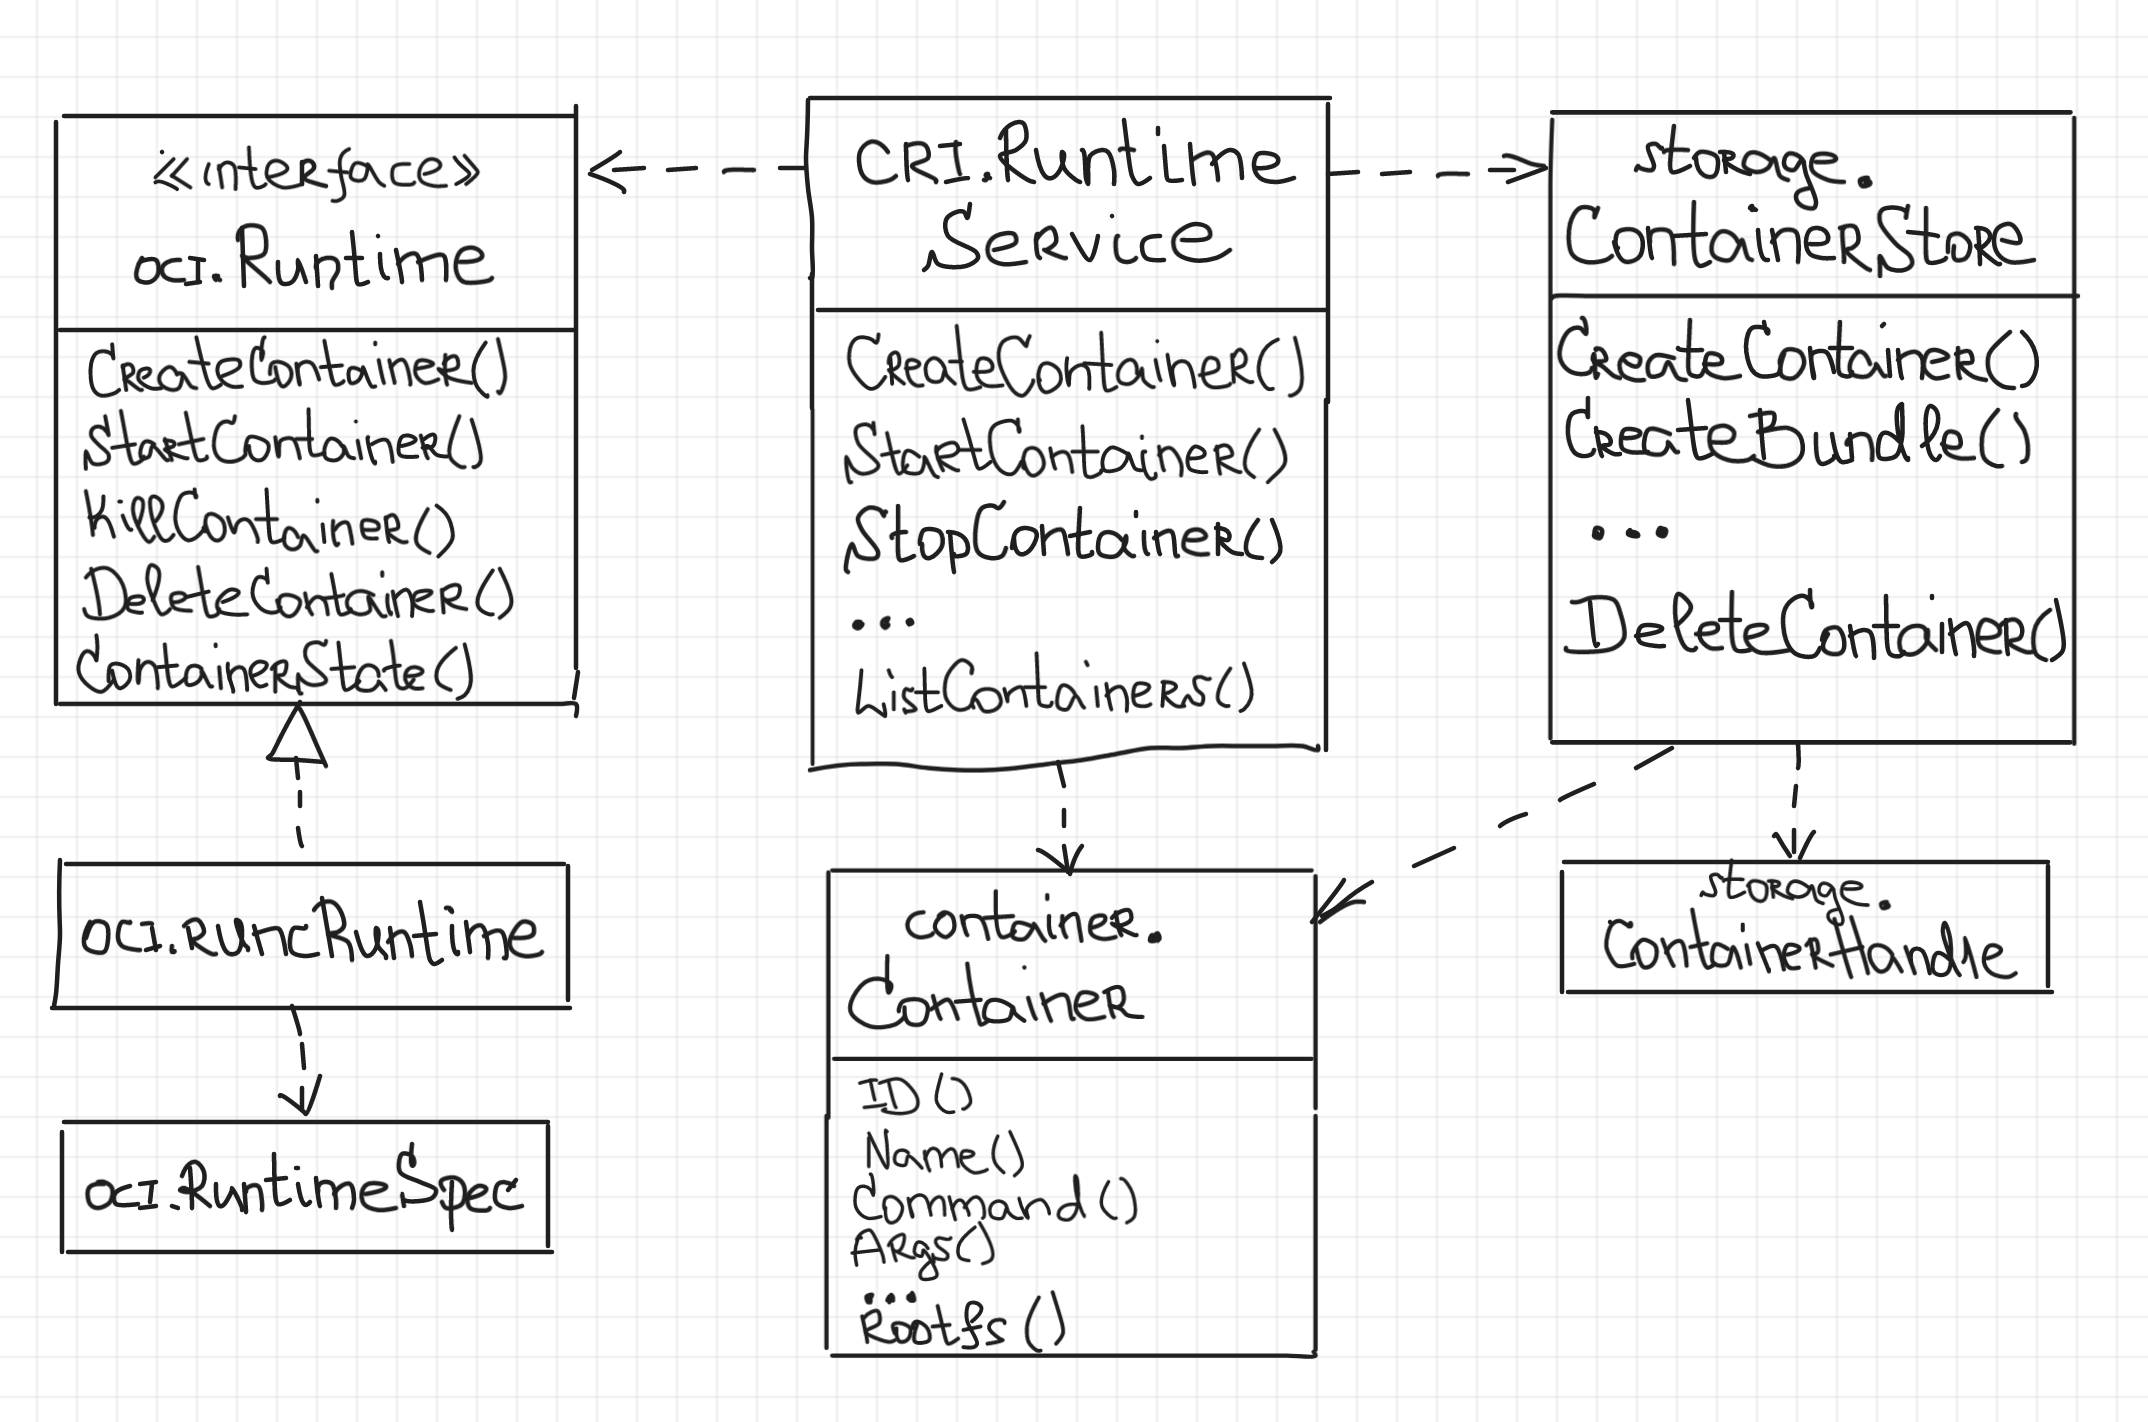 «interface»
oci.Runtime
CreateContainer()
StartContainer()
KillContainer()
DeleteContainer()
ContainerState()
oci.runcRuntime
oci.RuntimeSpec
CRI.Runtime
Service
CreateContainer()
StartContainer()
StopContainer()
...
ListContainers()
container.
Container
ID()
Name()
Command()
Args()
...
Rootfs()
storage.
ContainerStore
CreateContainer()
CreateBundle()
...
DeleteContainer()
storage.
ContainerHandle